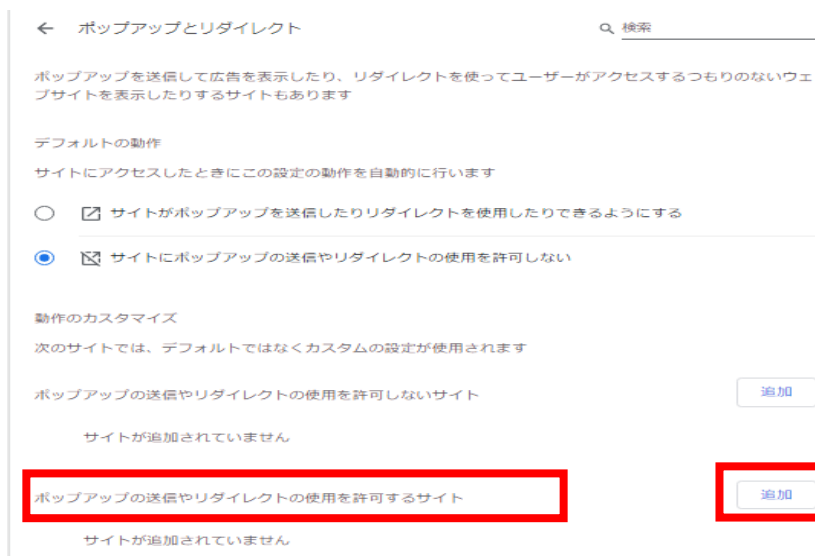 ポップアップとリダイレクト
検索
ポップアップを送信して広告を表示したり、リダイレクトを使ってユーザーがアクセスするつもりのないウェ
ブサイトを表示したりするサイトもあります
デフォルトの動作
サイトにアクセスしたときにこの設定の動作を自動的に行います
サイトがポップアップを送信したりリダイレクトを使用したりできるようにする
サイトにポップアップの送信やリダイレクトの使用を許可しない
動作のカスタマイズ
次のサイトでは、デフォルトではなくカスタムの設定が使用されます
ポップアップの送信やリダイレクトの使用を許可しないサイト
追加
サイトが追加されていません
ポップアップの送信やリダイレクトの使用を許可するサイト
追加
サイトが追加されていません